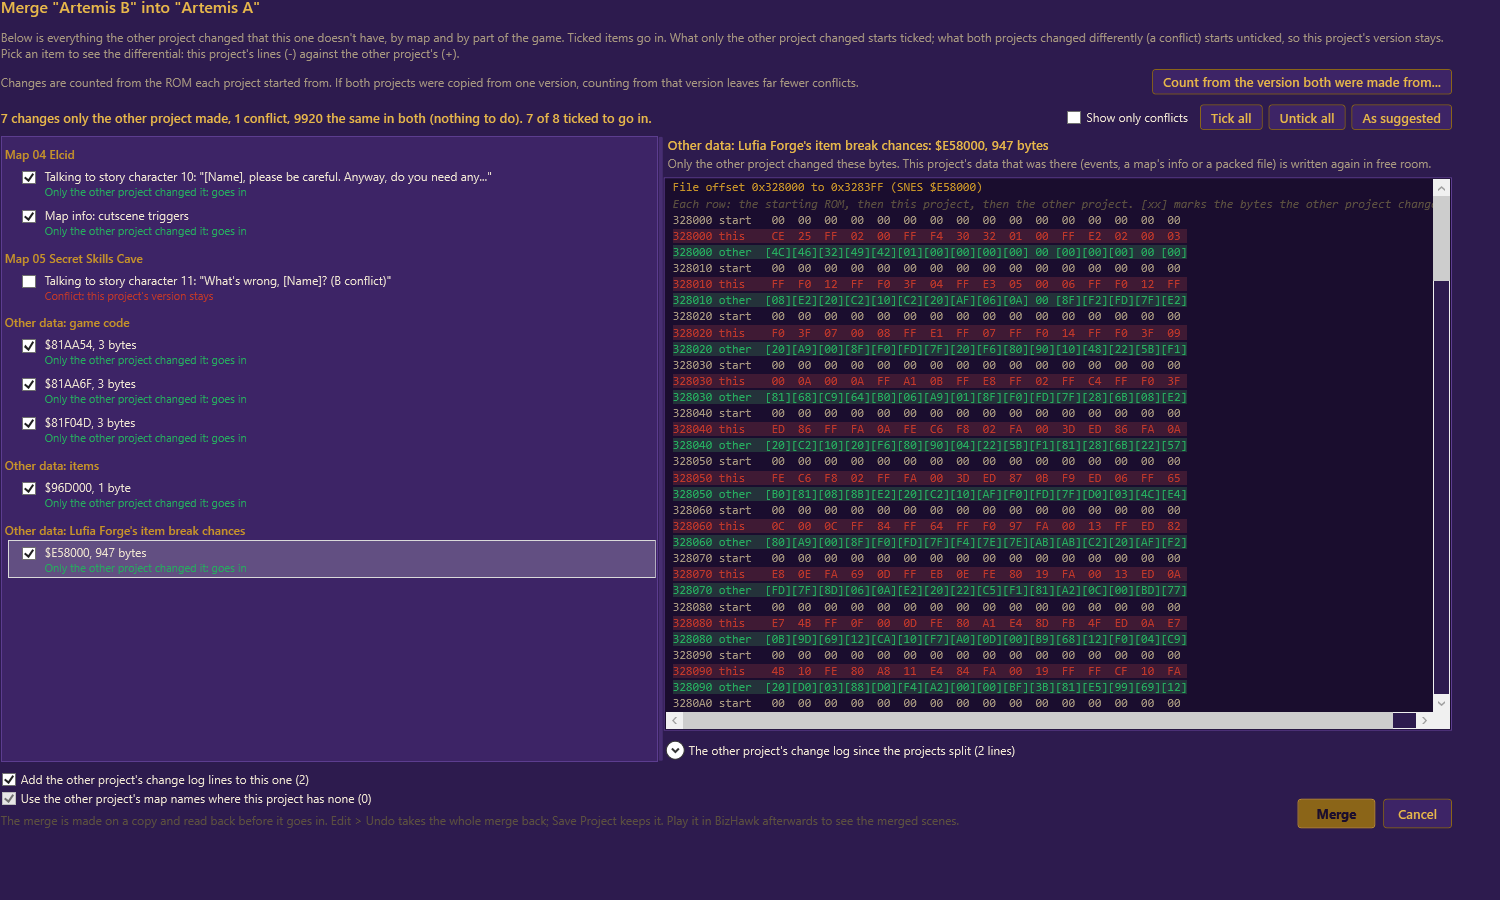 Merge "Artemis B" into "Artemis A"
Below is everything the other project changed that this one doesn't have, by map and by part of the game. Ticked items go in. What only the other project changed starts ticked; what both projects changed differently (a conflict) starts unticked, so this project's version stays.
Pick an item to see the differential: this project's lines (-) against the other project's (+).
Changes are counted from the ROM each project started from. If both projects were copied from one version, counting from that version leaves far fewer conflicts.
Count from the version both were made from...
7 changes only the other project made, 1 conflict, 9920 the same in both (nothing to do). 7 of 8 ticked to go in.
Show only conflicts
Tick all
Untick all
As suggested
Map 04 Elcid
Talking to story character 10: "[Name], please be careful. Anyway, do you need any..."
Only the other project changed it: goes in
Map info: cutscene triggers
Only the other project changed it: goes in
Map 05 Secret Skills Cave
Talking to story character 11: "What's wrong, [Name]? (B conflict)"
Conflict: this project's version stays
Other data: game code
$81AA54, 3 bytes
Only the other project changed it: goes in
$81AA6F, 3 bytes
Only the other project changed it: goes in
$81F04D, 3 bytes
Only the other project changed it: goes in
Other data: items
$96D000, 1 byte
Only the other project changed it: goes in
Other data: Lufia Forge's item break chances
$E58000, 947 bytes
Only the other project changed it: goes in
Other data: Lufia Forge's item break chances: $E58000, 947 bytes
Only the other project changed these bytes. This project's data that was there (events, a map's info or a packed file) is written again in free room.
File offset 0x328000 to 0x3283FF (SNES $E58000)
Each row: the starting ROM, then this project, then the other project. [xx] marks the bytes the other project chang
328000 start 00 00 00 00 00 00 00 00 00 00 00 00 00 00 00 00
328000 this CE 25 FF 02 00 FF F4 30 32 01 00 FF E2 02 00 03
328000 other [4C][46][32][49][42][01][00][00][00][00] 00 [00][00][00] 00 [00]
328010 start 00 00 00 00 00 00 00 00 00 00 00 00 00 00 00 00
328010 this FF F0 12 FF F0 3F 04 FF E3 05 00 06 FF F0 12 FF
328010 other [08][E2][20][C2][10][C2][20][AF][06][0A] 00 [8F][F2][FD][7F][E2]
328020 start 00 00 00 00 00 00 00 00 00 00 00 00 00 00 00 00
328020 this F0 3F 07 00 08 FF E1 FF 07 FF F0 14 FF F0 3F 09
328020 other [20][A9][00][8F][F0][FD][7F][20][F6][80][90][10][48][22][5B][F1]
328030 start 00 00 00 00 00 00 00 00 00 00 00 00 00 00 00 00
328030 this 00 0A 00 0A FF A1 0B FF E8 FF 02 FF C4 FF F0 3F
328030 other [81][68][C9][64][B0][06][A9][01][8F][F0][FD][7F][28][6B][08][E2]
328040 start 00 00 00 00 00 00 00 00 00 00 00 00 00 00 00 00
328040 this ED 86 FF FA 0A FE C6 F8 02 FA 00 3D ED 86 FA 0A
328040 other [20][C2][10][20][F6][80][90][04][22][5B][F1][81][28][6B][22][57]
328050 start 00 00 00 00 00 00 00 00 00 00 00 00 00 00 00 00
328050 this FE C6 F8 02 FF FA 00 3D ED 87 0B F9 ED 06 FF 65
328050 other [B0][81][08][8B][E2][20][C2][10][AF][F0][FD][7F][D0][03][4C][E4]
328060 start 00 00 00 00 00 00 00 00 00 00 00 00 00 00 00 00
328060 this 0C 00 0C FF 84 FF 64 FF F0 97 FA 00 13 FF ED 82
328060 other [80][A9][00][8F][F0][FD][7F][F4][7E][7E][AB][AB][C2][20][AF][F2]
328070 start 00 00 00 00 00 00 00 00 00 00 00 00 00 00 00 00
328070 this E8 0E FA 69 0D FF EB 0E FE 80 19 FA 00 13 ED 0A
328070 other [FD][7F][8D][06][0A][E2][20][22][C5][F1][81][A2][0C][00][BD][77]
328080 start 00 00 00 00 00 00 00 00 00 00 00 00 00 00 00 00
328080 this E7 4B FF 0F 00 0D FE 80 A1 E4 8D FB 4F ED 0A E7
328080 other [0B][9D][69][12][CA][10][F7][A0][0D][00][B9][68][12][F0][04][C9]
328090 start 00 00 00 00 00 00 00 00 00 00 00 00 00 00 00 00
328090 this 4B 10 FE 80 A8 11 E4 84 FA 00 19 FF FF CF 10 FA
328090 other [20][D0][03][88][D0][F4][A2][00][00][BF][3B][81][E5][99][69][12]
3280A0 start 00 00 00 00 00 00 00 00 00 00 00 00 00 00 00 00
The other project's change log since the projects split (2 lines)
Add the other project's change log lines to this one (2)
Use the other project's map names where this project has none (0)
The merge is made on a copy and read back before it goes in. Edit > Undo takes the whole merge back; Save Project keeps it. Play it in BizHawk afterwards to see the merged scenes.
Merge
Cancel